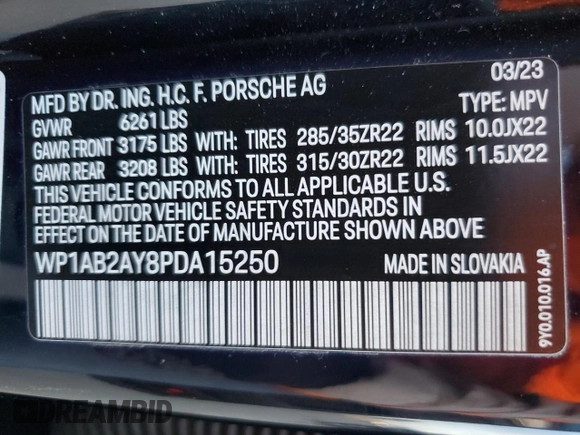 MFD BY DR. ING. H.C. F. PORSCHE AG 03/23
GVWR 6261 LBS TYPE: MPV
GAWR FRONT 3175 LBS WITH: TIRES 285/35ZR22 RIMS 10.0JX22
GAWR REAR 3208 LBS WITH: TIRES 315/30ZR22 RIMS 11.5JX22
THIS VEHICLE CONFORMS TO ALL APPLICABLE U.S.
FEDERAL MOTOR VEHICLE SAFETY STANDARDS IN
EFFECT ON THE DATE OF MANUFACTURE SHOWN ABOVE.
WP1AB2AY8PDA15250 MADE IN SLOVAKIA
9Y0.010.016.AP
DREAMBID